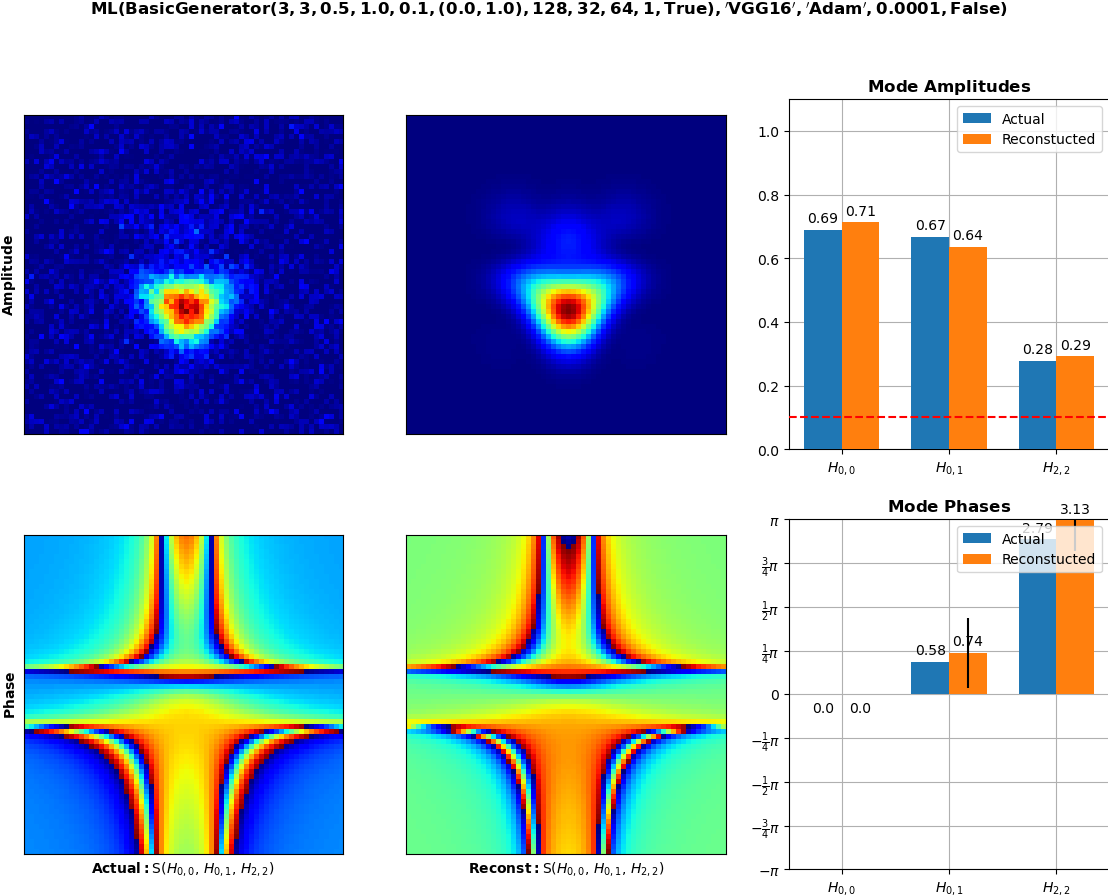 ML(BasicGenerator(3, 3, 0.5, 1.0, 0.1, (0.0, 1.0), 128, 32, 64, 1, True), ′VGG16′, ′Adam′, 0.0001, False)
Amplitude
Mode Amplitudes
Actual
Reconstucted
1.0
0.8
0.6
0.4
0.2
0.0
0.69
0.71
0.67
0.64
0.28
0.29
H₀,₀
H₀,₁
H₂,₂
Phase
Actual: S(H₀,₀, H₀,₁, H₂,₂)
Reconst: S(H₀,₀, H₀,₁, H₂,₂)
Mode Phases
Actual
Reconstucted
π
3/4π
1/2π
1/4π
0
−1/4π
−1/2π
−3/4π
−π
0.0
0.0
0.58
0.74
2.79
3.13
H₀,₀
H₀,₁
H₂,₂